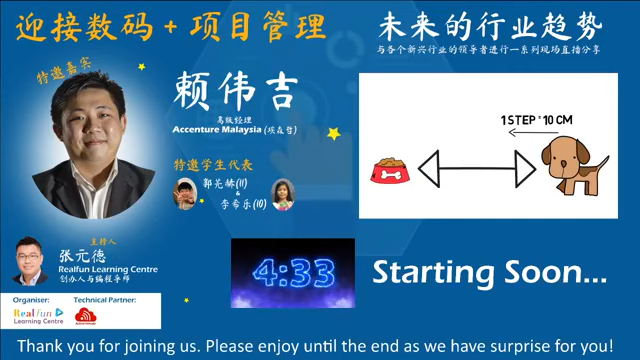 迎接数码 + 项目管理
未来的行业趋势
与各个新兴行业的领导者进行一系列现场直播分享
特邀嘉宾
赖伟吉
高级经理
Accenture Malaysia (埃森哲)
特邀学生代表
郭光赫(11)
&
李希乐(10)
1 STEP = 10 CM
主持人
张元德
Realfun Learning Centre
创办人与编程导师
4:33
Starting Soon...
Organiser:
Technical Partner:
Realfun
Learning Centre
Thank you for joining us. Please enjoy until the end as we have surprise for you!